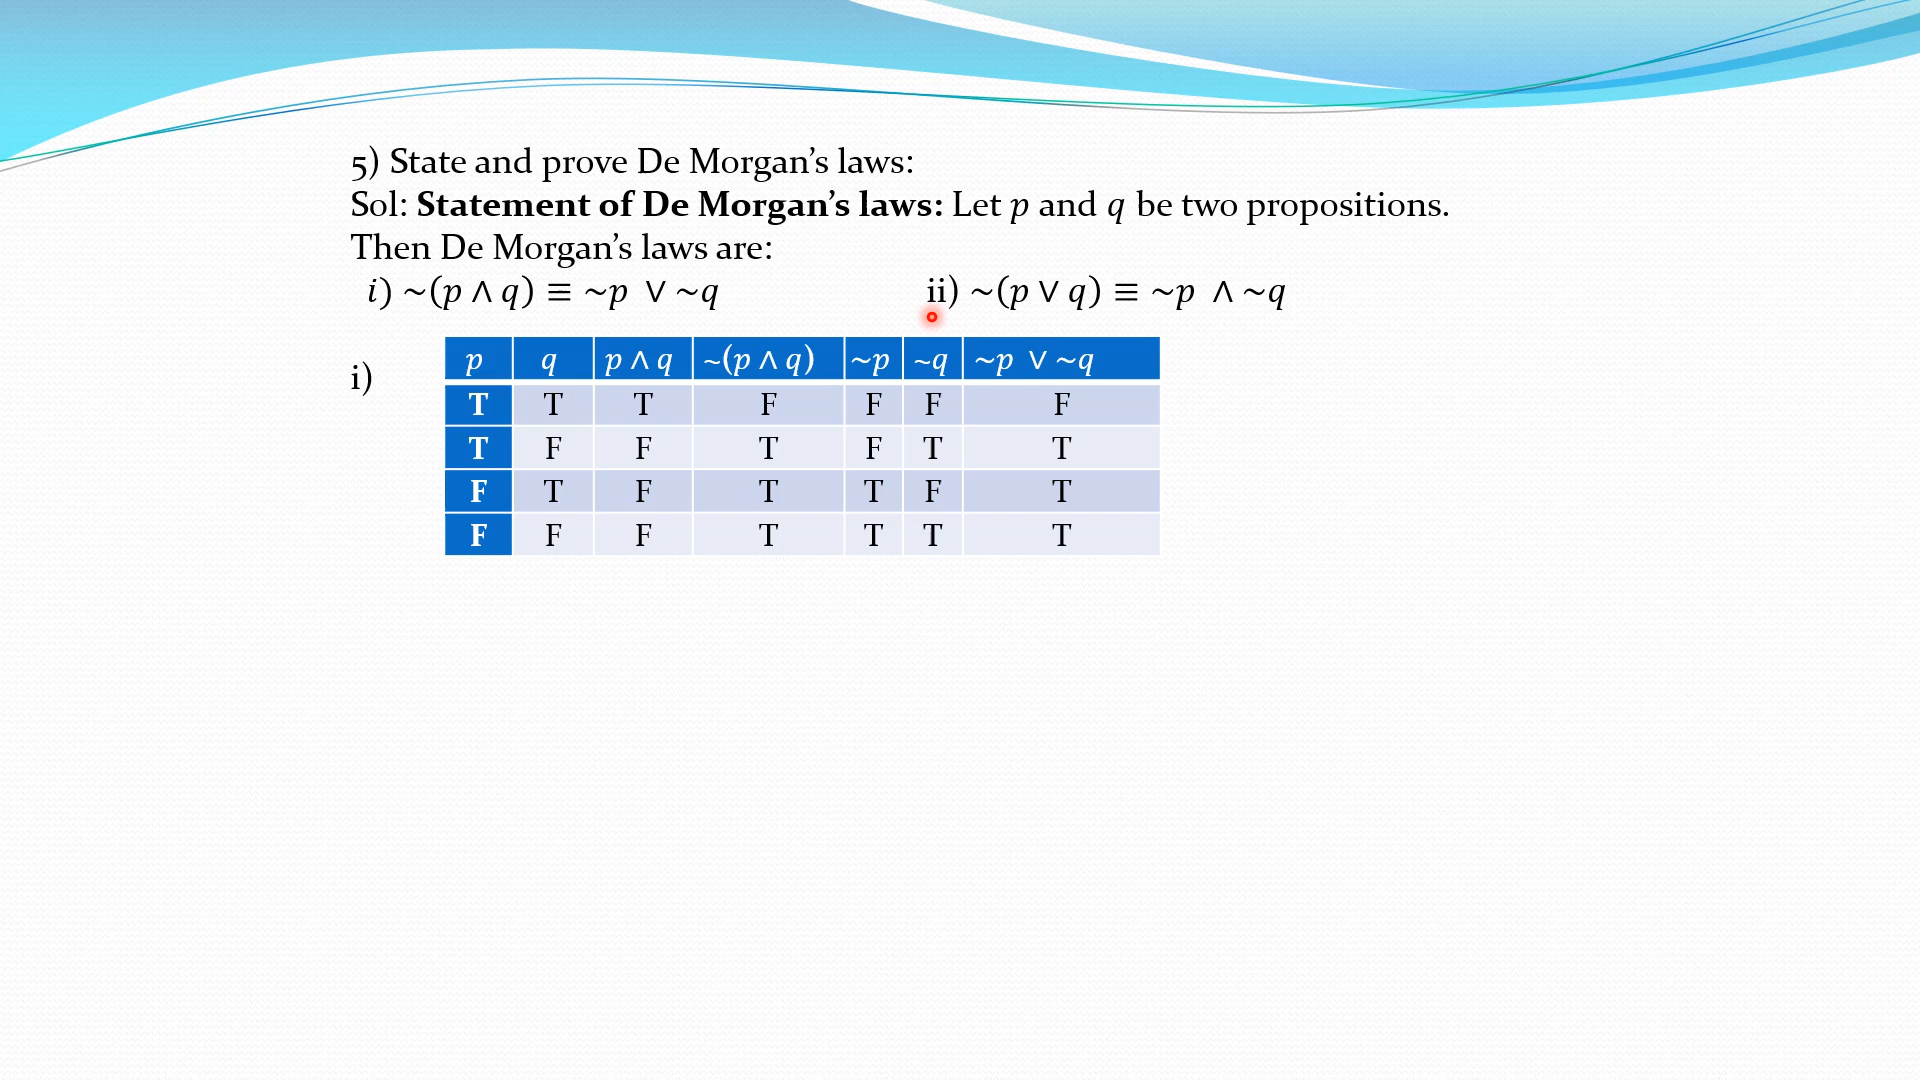 5) State and prove De Morgan’s laws:
Sol: Statement of De Morgan’s laws: Let p and q be two propositions.
Then De Morgan’s laws are:
i) ~(p ∧ q) ≡ ~p ∨ ~q ii) ~(p ∨ q) ≡ ~p ∧ ~q
i)
p q p ∧ q ~(p ∧ q) ~p ~q ~p ∨ ~q
T T T F F F F
T F F T F T T
F T F T T F T
F F F T T T T